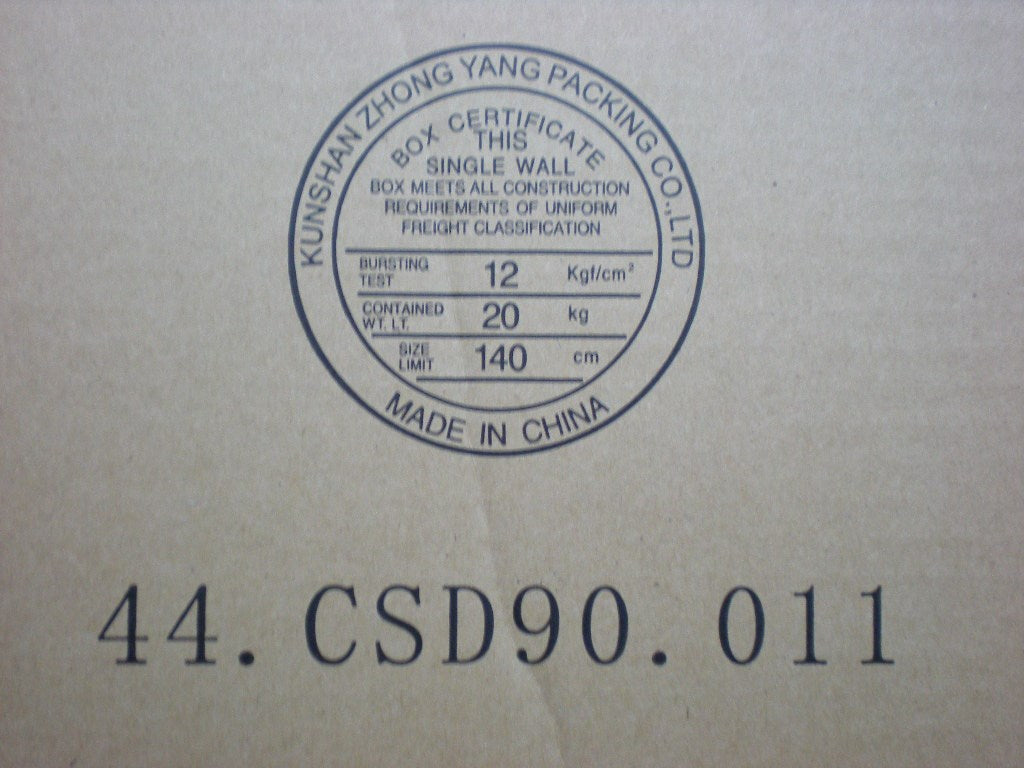 KUNSHAN ZHONG YANG PACKING CO.,LTD
BOX CERTIFICATE
THIS
SINGLE WALL
BOX MEETS ALL CONSTRUCTION
REQUIREMENTS OF UNIFORM
FREIGHT CLASSIFICATION
BURSTING TEST 12 Kgf/cm²
CONTAINED WT. LT. 20 kg
SIZE LIMIT 140 cm
MADE IN CHINA
44.CSD90.011